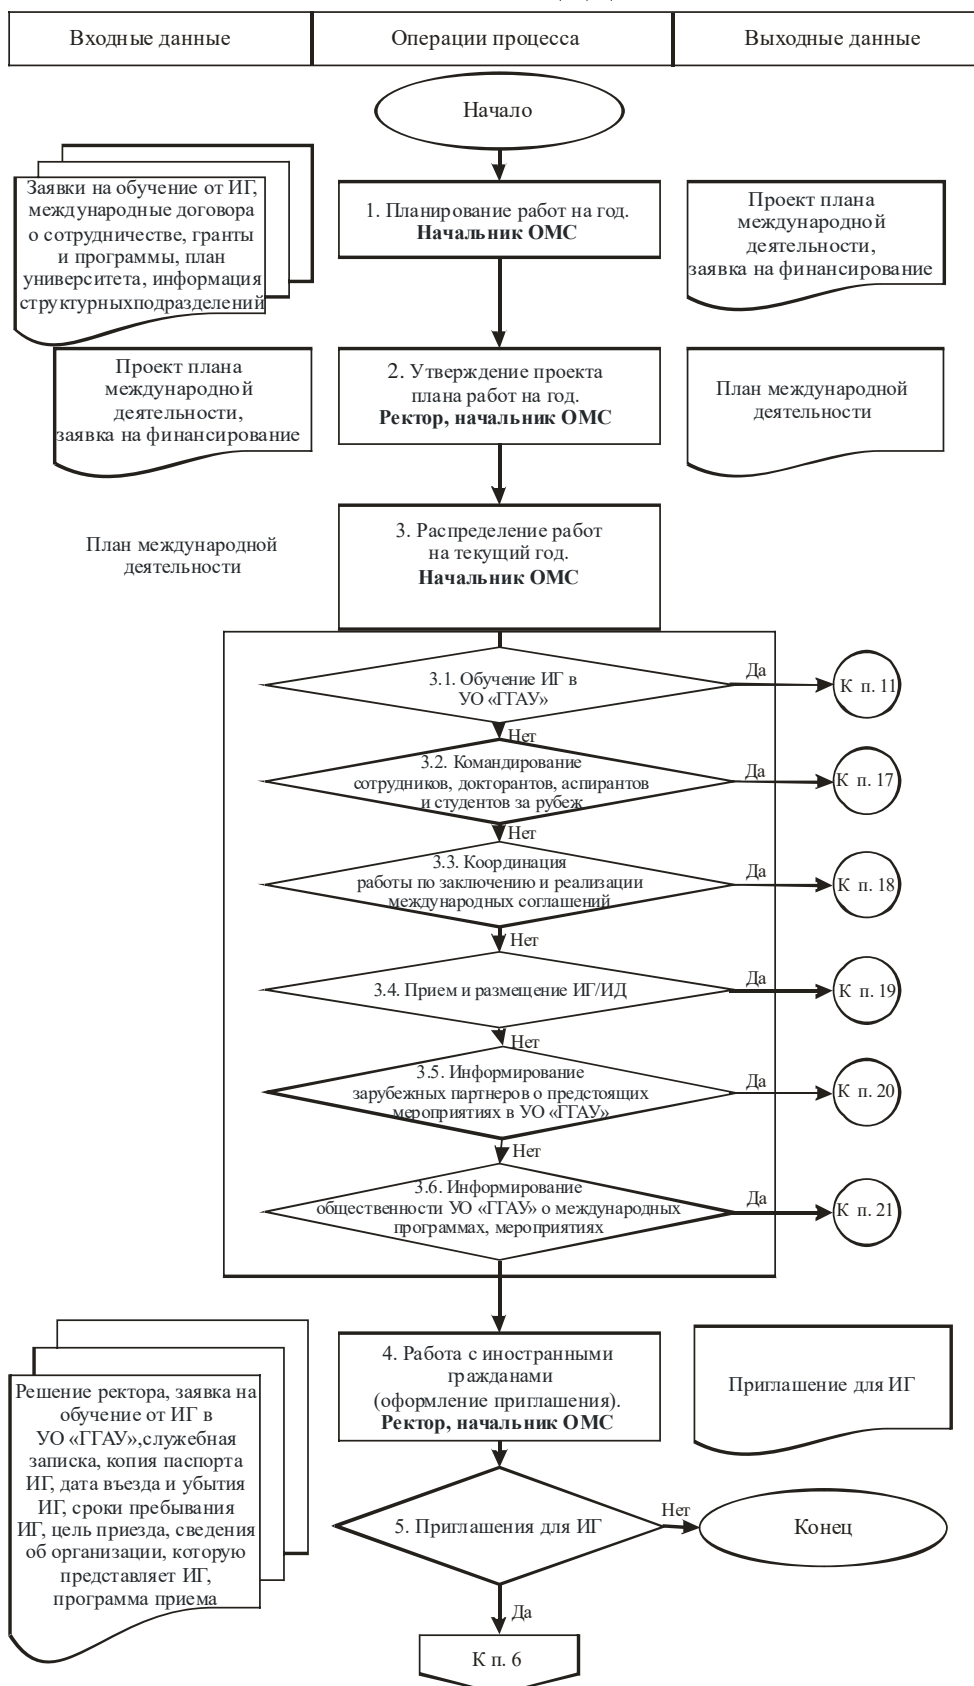 Входные данные
Операции процесса
Выходные данные
Начало
Заявки на обучение от ИГ,
международные договора
о сотрудничестве, гранты
и программы, план
университета, информация
структурныхподразделений
1. Планирование работ на год.
Начальник ОМС
Проект плана
международной
деятельности,
заявка на финансирование
Проект плана
международной
деятельности,
заявка на финансирование
2. Утверждение проекта
плана работ на год.
Ректор, начальник ОМС
План международной
деятельности
План международной
деятельности
3. Распределение работ
на текущий год.
Начальник ОМС
3.1. Обучение ИГ в
УО «ГГАУ»
Да
К п. 11
Нет
3.2. Командирование
сотрудников, докторантов, аспирантов
и студентов за рубеж
Да
К п. 17
Нет
3.3. Координация
работы по заключению и реализации
международных соглашений
Да
К п. 18
Нет
3.4. Прием и размещение ИГ/ИД
Да
К п. 19
Нет
3.5. Информирование
зарубежных партнеров о предстоящих
мероприятиях в УО «ГГАУ»
Да
К п. 20
Нет
3.6. Информирование
общественности УО «ГГАУ» о международных
программах, мероприятиях
Да
К п. 21
Решение ректора, заявка на
обучение от ИГ в
УО «ГГАУ»,служебная
записка, копия паспорта
ИГ, дата въезда и убытия
ИГ, сроки пребывания
ИГ, цель приезда, сведения
об организации, которую
представляет ИГ,
программа приема
4. Работа с иностранными
гражданами
(оформление приглашения).
Ректор, начальник ОМС
Приглашение для ИГ
5. Приглашения для ИГ
Нет
Конец
Да
К п. 6